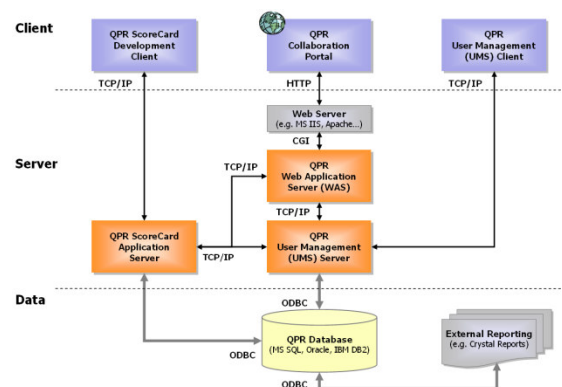 Client
QPR ScoreCard
Development
Client
QPR
Collaboration
Portal
QPR
User Management
(UMS) Client
TCP/IP
HTTP
TCP/IP
Web Server
(e.g. MS IIS, Apache...)
CGI
Server
TCP/IP
QPR
Web Application
Server (WAS)
TCP/IP
QPR ScoreCard
Application
Server
TCP/IP
QPR
User Management
(UMS) Server
Data
ODBC
QPR Database
(MS SQL, Oracle, IBM DB2)
External Reporting
(e.g. Crystal Reports)
ODBC
ODBC